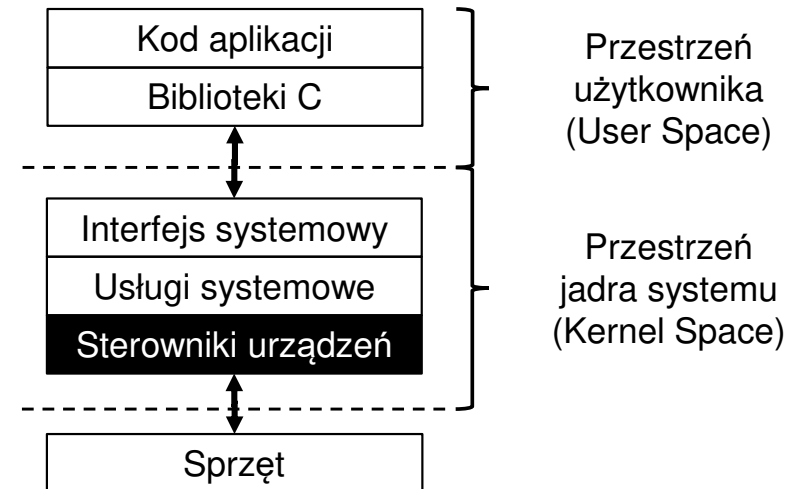 Kod aplikacji
Biblioteki C
Przestrzeń
użytkownika
(User Space)
Interfejs systemowy
Usługi systemowe
Sterowniki urządzeń
Przestrzeń
jadra systemu
(Kernel Space)
Sprzęt